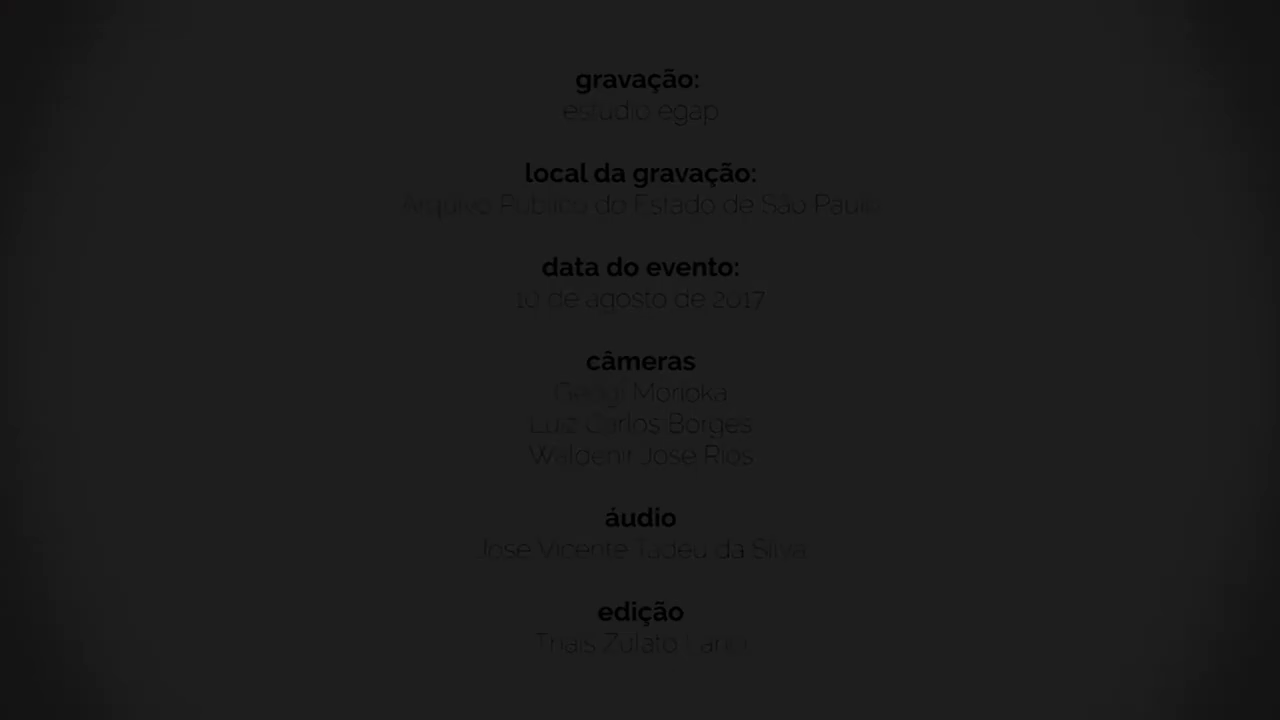 gravação:
estudio egap
local da gravação:
Arquivo Público do Estado de São Paulo
data do evento:
10 de agosto de 2017
câmeras
Morioka
Luiz Carlos Borges
Waldenir Jose Rios
áudio
Jose Vicente Tadeu da Silva
edição
Thais Zulato